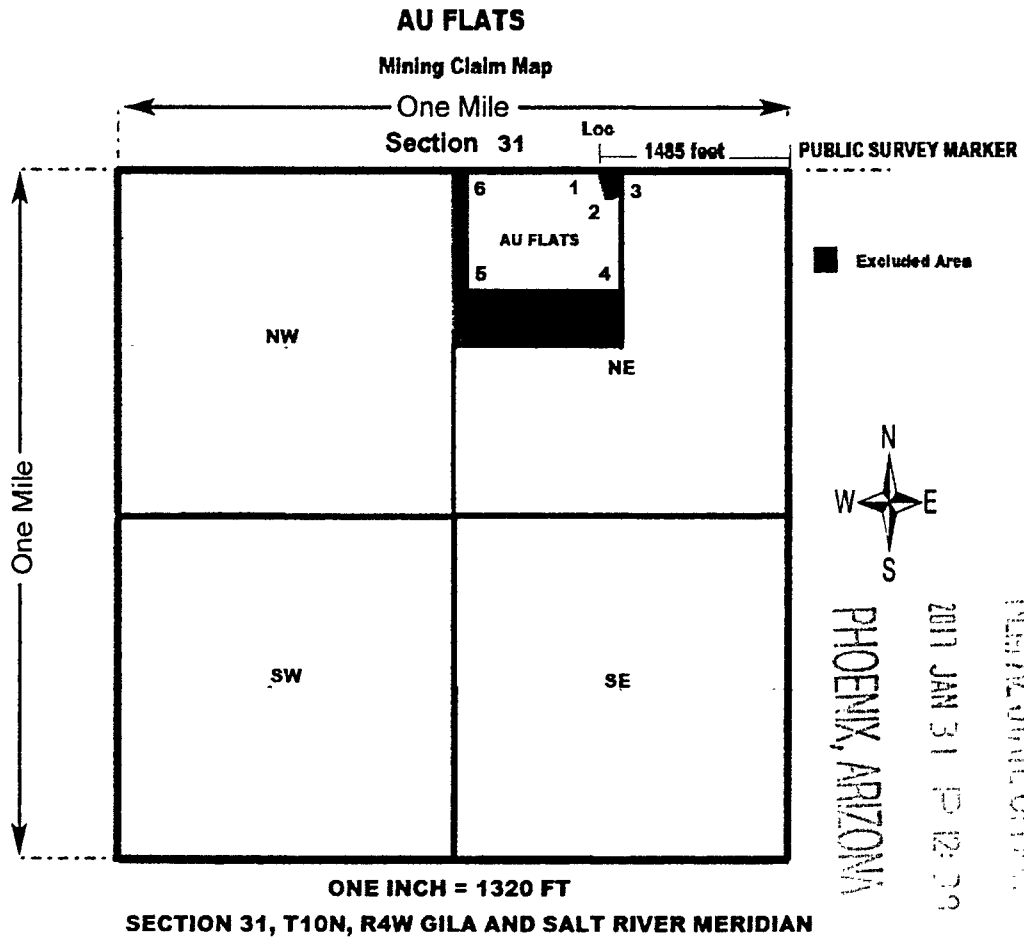 AU FLATS
Mining Claim Map
One Mile
Section 31
Loc
1485 feet
PUBLIC SURVEY MARKER
6
1
3
2
AU FLATS
Excluded Area
5
4
NW
NE
One Mile
N
W
E
S
SW
SE
2017 JAN 31 P 12:
PHOENIX, ARIZONA
ONE INCH = 1320 FT
SECTION 31, T10N, R4W GILA AND SALT RIVER MERIDIAN